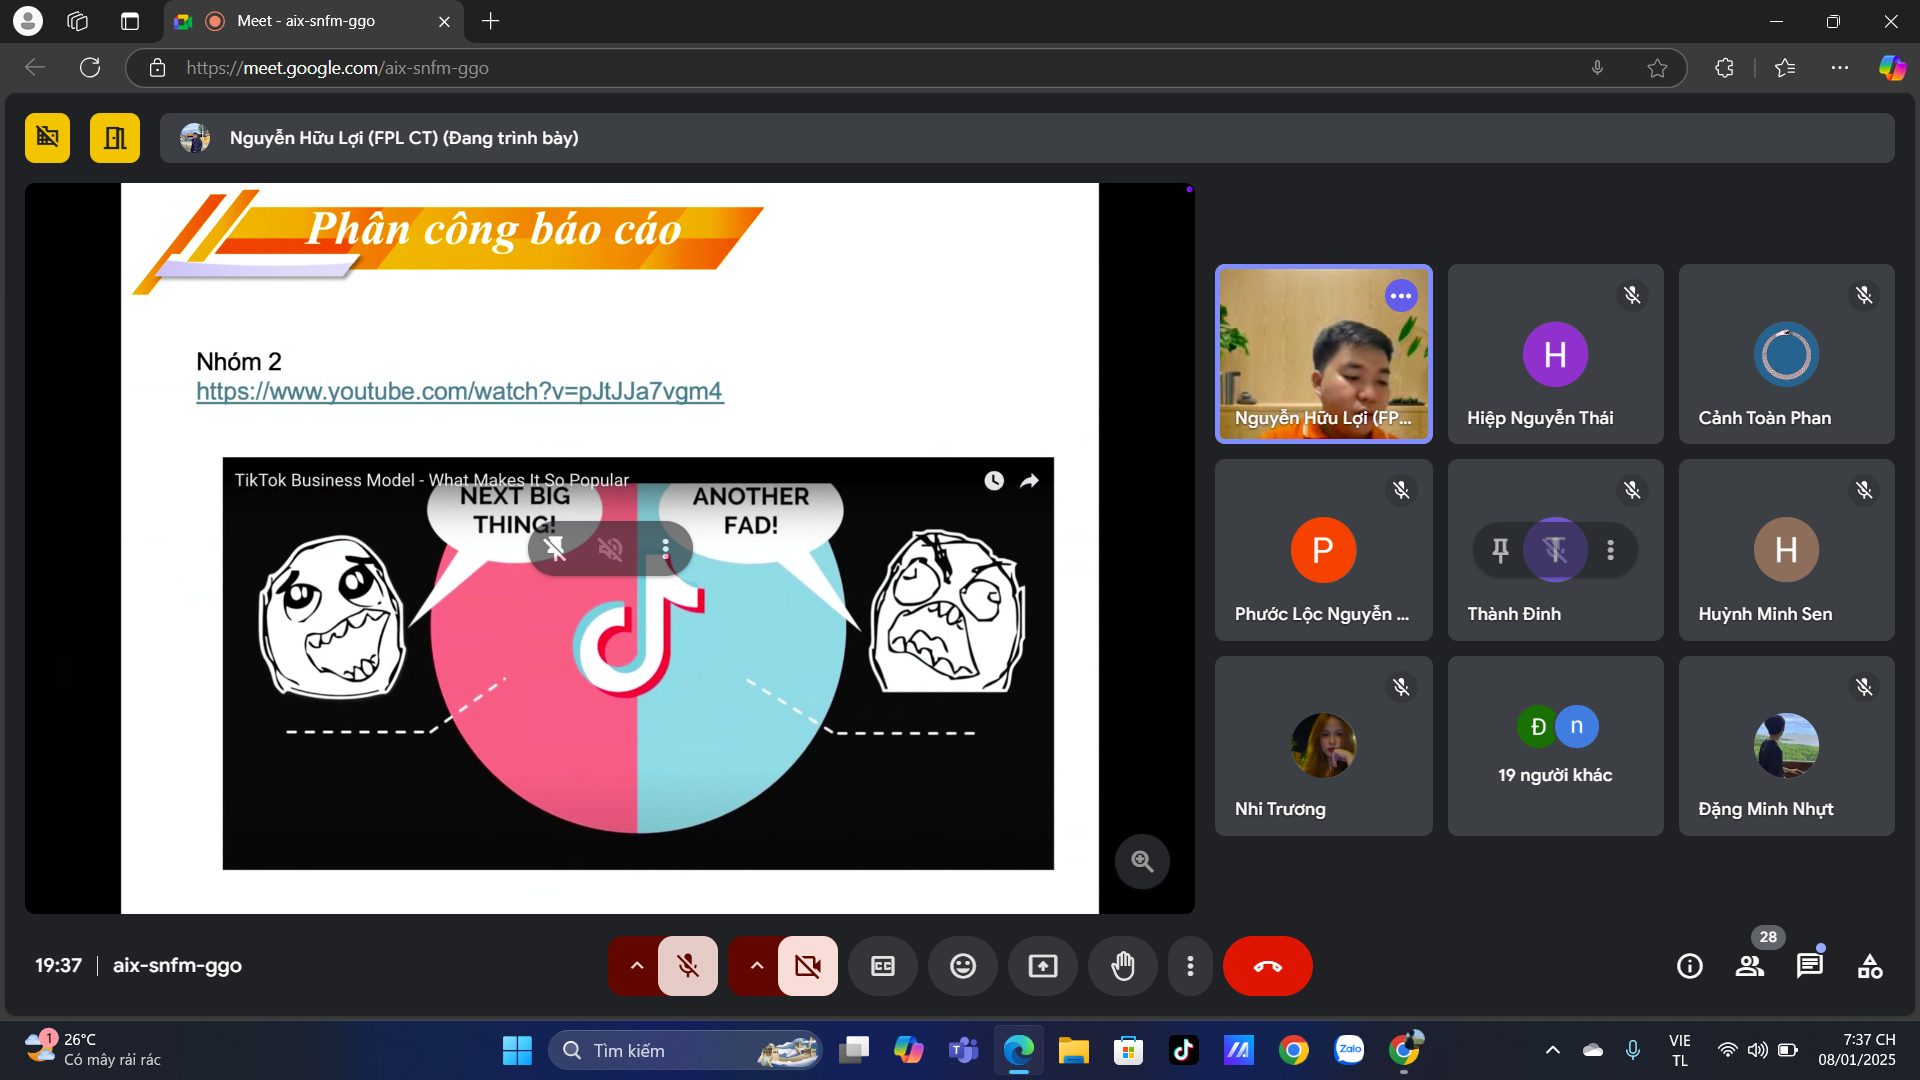 Meet - aix-snfm-ggo
https://meet.google.com/aix-snfm-ggo
Nguyễn Hữu Lợi (FPL CT) (Đang trình bày)
Phân công báo cáo
Nhóm 2
https://www.youtube.com/watch?v=pJtJJa7vgm4
TikTok Business Model - What Makes It So Popular
NEXT BIG
THING!
ANOTHER
FAD!
Nguyễn Hữu Lợi (FP...
H
Hiệp Nguyễn Thái
Cảnh Toàn Phan
P
Phước Lộc Nguyễn ...
T
Thành Đinh
H
Huỳnh Minh Sen
Nhi Trương
Đ
n
19 người khác
Đặng Minh Nhựt
19:37
aix-snfm-ggo
CC
28
1
26°C
Có mây rải rác
Tìm kiếm
T
Zalo
VIE
TL
7:37 CH
08/01/2025